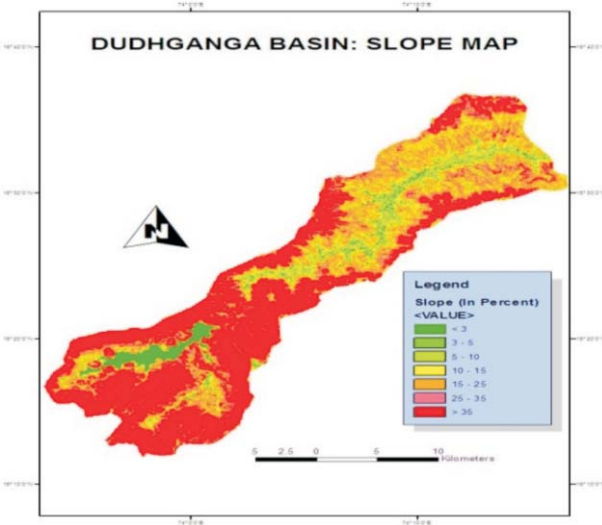 DUDHGANGA BASIN: SLOPE MAP
N
Legend
Slope (In Percent)
<VALUE>
< 3
3 - 5
5 - 10
10 - 15
15 - 25
25 - 35
> 35
5 2.5 0 5 10
Kilometers